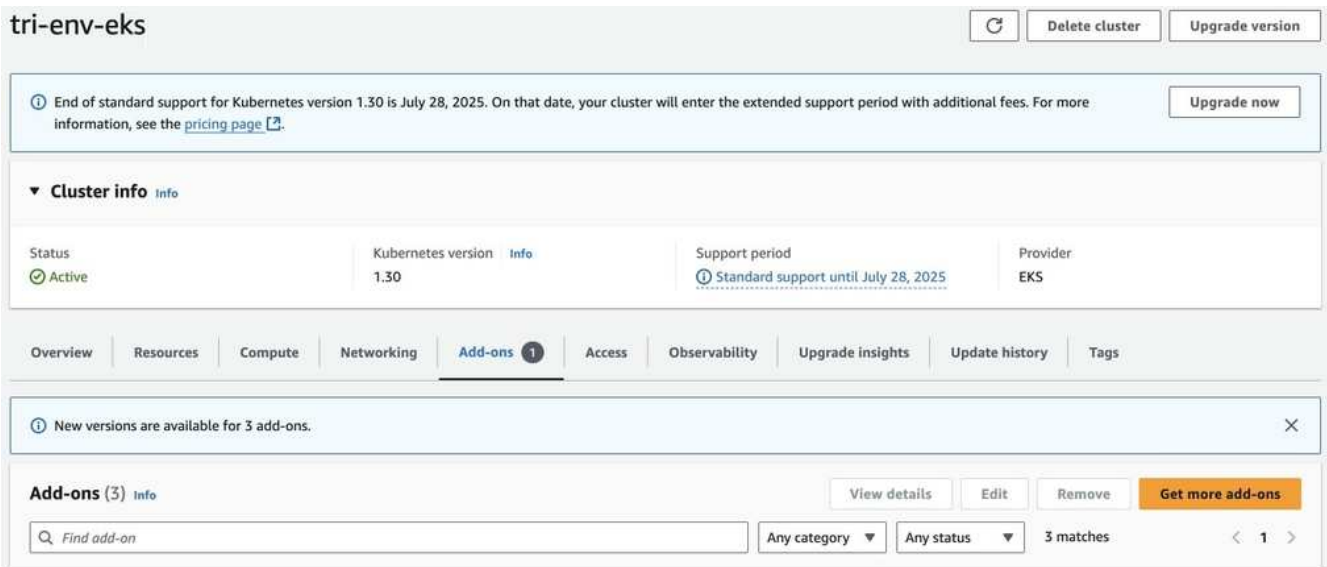 tri-env-eks
Delete cluster
Upgrade version
End of standard support for Kubernetes version 1.30 is July 28, 2025. On that date, your cluster will enter the extended support period with additional fees. For more
information, see the pricing page.
Upgrade now
Cluster info Info
Status
Active
Kubernetes version Info
1.30
Support period
Standard support until July 28, 2025
Provider
EKS
Overview Resources Compute Networking Add-ons 1 Access Observability Upgrade insights Update history Tags
New versions are available for 3 add-ons.
Add-ons (3) Info
View details Edit Remove Get more add-ons
Find add-on
Any category Any status 3 matches 1